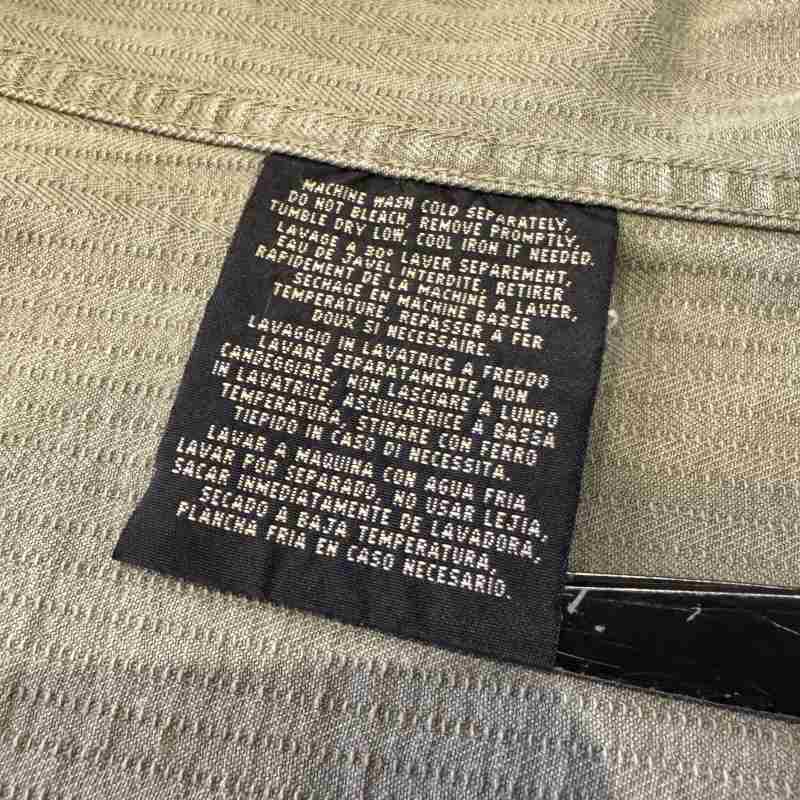 MACHINE WASH COLD SEPARATELY,
DO NOT BLEACH, REMOVE PROMPTLY,
TUMBLE DRY LOW, COOL IRON IF NEEDED.
LAVAGE A 30° LAVER SEPAREMENT,
EAU DE JAVEL INTERDITE, RETIRER
RAPIDEMENT DE LA MACHINE A LAVER,
SECHAGE EN MACHINE BASSE
TEMPERATURE, REPASSER A FER
DOUX SI NECESSAIRE.
LAVAGGIO IN LAVATRICE A FREDDO
LAVARE SEPARATAMENTE, NON
CANDEGGIARE, NON LASCIARE A LUNGO
IN LAVATRICE, ASCIUGATRICE A BASSA
TEMPERATURA, STIRARE CON FERRO
TIEPIDO IN CASO DI NECESSITA.
LAVAR A MAQUINA CON AGUA FRIA
LAVAR POR SEPARADO, NO USAR LEJIA,
SACAR INMEDIATAMENTE DE LAVADORA,
SECADO A BAJA TEMPERATURA,
PLANCHA FRIA EN CASO NECESARIO.